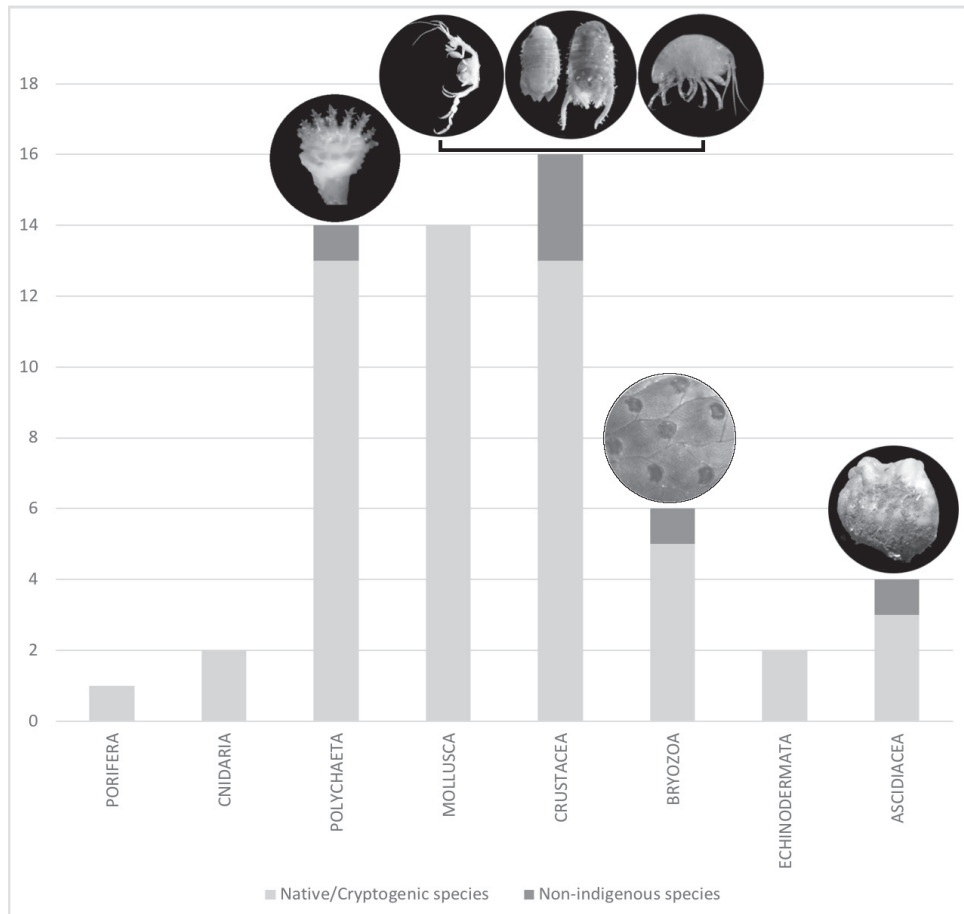 18
16
14
12
10
8
6
4
2
0
PORIFERA
CNIDARIA
POLYCHAETA
MOLLUSCA
CRUSTACEA
BRYOZOA
ECHINODERMATA
ASCIDIACEA
Native/Cryptogenic species
Non-indigenous species